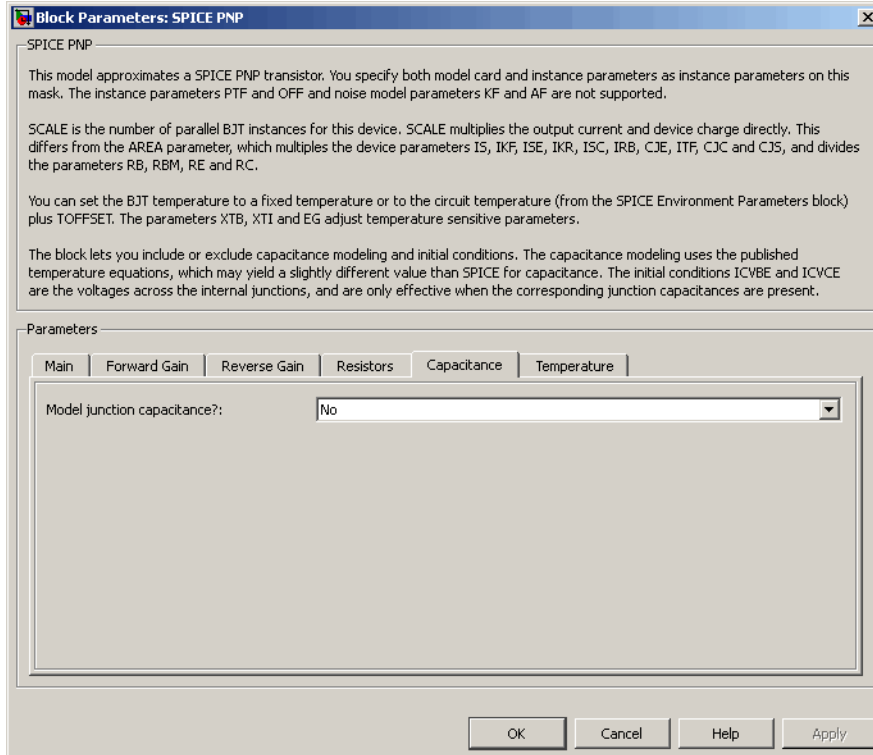 Block Parameters: SPICE PNP
SPICE PNP
This model approximates a SPICE PNP transistor. You specify both model card and instance parameters as instance parameters on this
mask. The instance parameters PTF and OFF and noise model parameters KF and AF are not supported.
SCALE is the number of parallel BJT instances for this device. SCALE multiplies the output current and device charge directly. This
differs from the AREA parameter, which multiples the device parameters IS, IKF, ISE, IKR, ISC, IRB, CJE, ITF, CJC and CJS, and divides
the parameters RB, RBM, RE and RC.
You can set the BJT temperature to a fixed temperature or to the circuit temperature (from the SPICE Environment Parameters block)
plus TOFFSET. The parameters XTB, XTI and EG adjust temperature sensitive parameters.
The block lets you include or exclude capacitance modeling and initial conditions. The capacitance modeling uses the published
temperature equations, which may yield a slightly different value than SPICE for capacitance. The initial conditions ICVBE and ICVCE
are the voltages across the internal junctions, and are only effective when the corresponding junction capacitances are present.
Parameters
Main Forward Gain Reverse Gain Resistors Capacitance Temperature
Model junction capacitance?: No
OK Cancel Help Apply